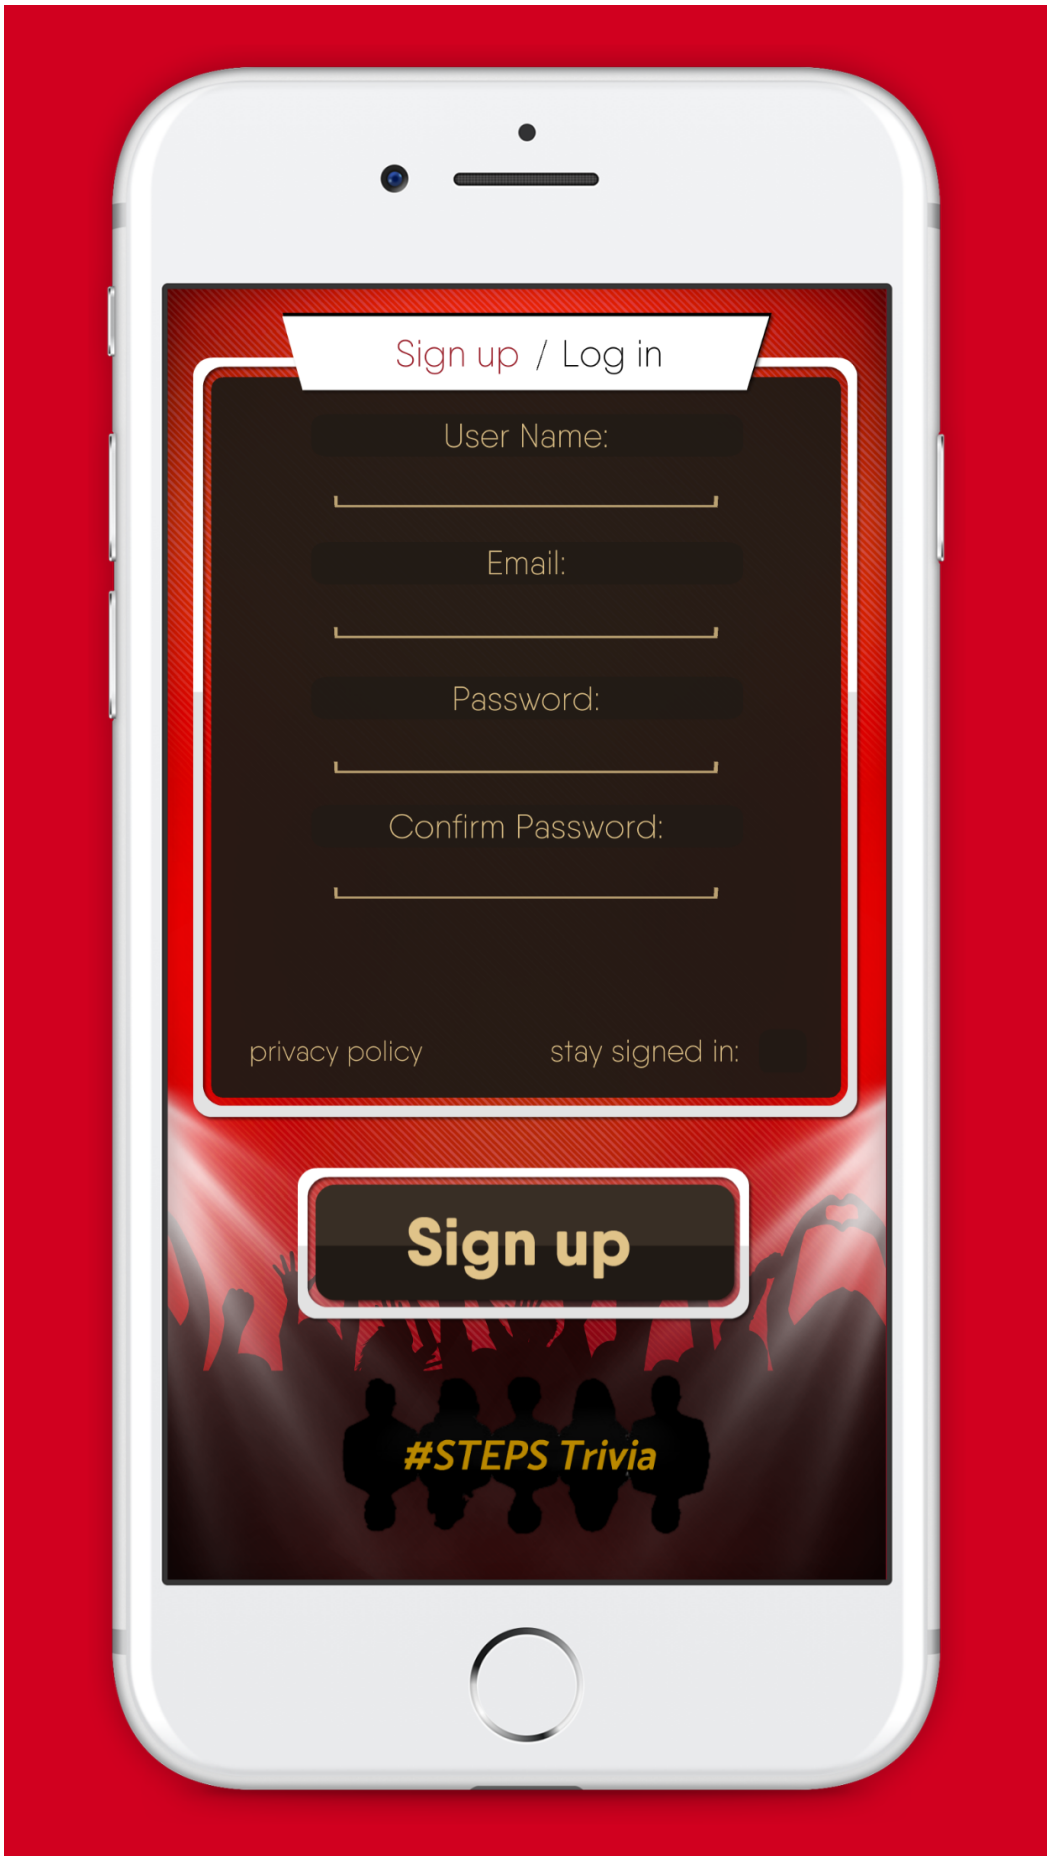 Sign up / Log in
User Name:
Email:
Password:
Confirm Password:
privacy policy
stay signed in:
Sign up
#STEPS Trivia